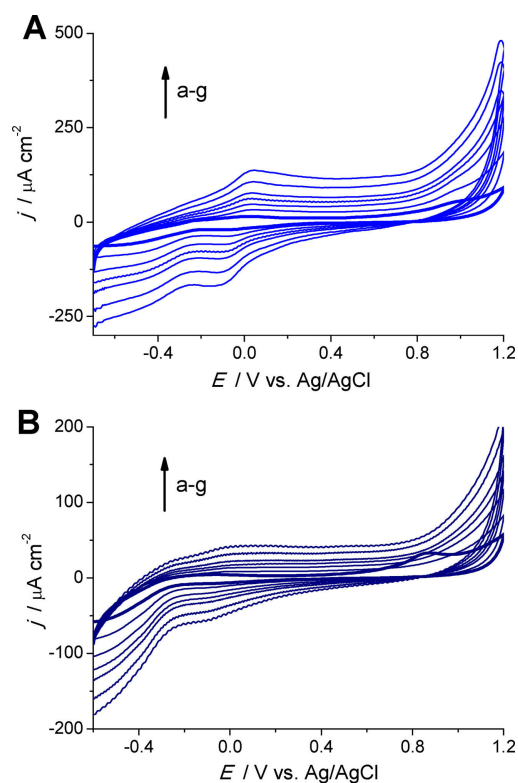 A
500
250
0
-250
j / µA cm⁻²
a-g
-0.4 0.0 0.4 0.8 1.2
E / V vs. Ag/AgCl
B
200
100
0
-100
-200
j / µA cm⁻²
a-g
-0.4 0.0 0.4 0.8 1.2
E / V vs. Ag/AgCl